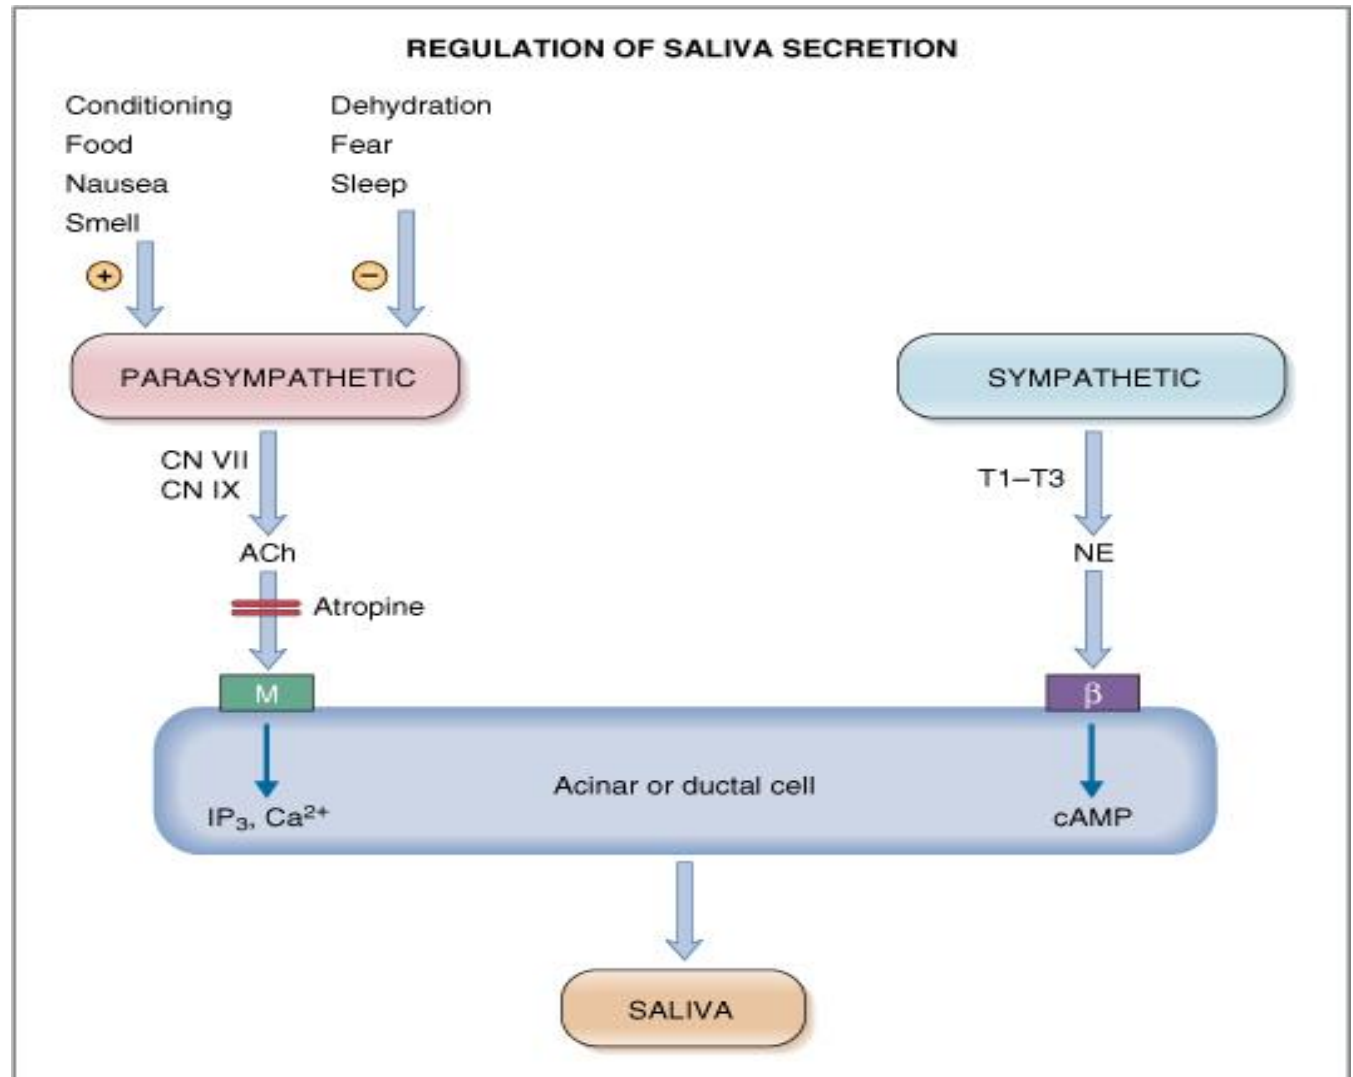 REGULATION OF SALIVA SECRETION
Conditioning
Food
Nausea
Smell
Dehydration
Fear
Sleep
+
−
PARASYMPATHETIC
SYMPATHETIC
CN VII
CN IX
T1–T3
ACh
NE
Atropine
M
β
Acinar or ductal cell
IP₃, Ca²⁺
cAMP
SALIVA